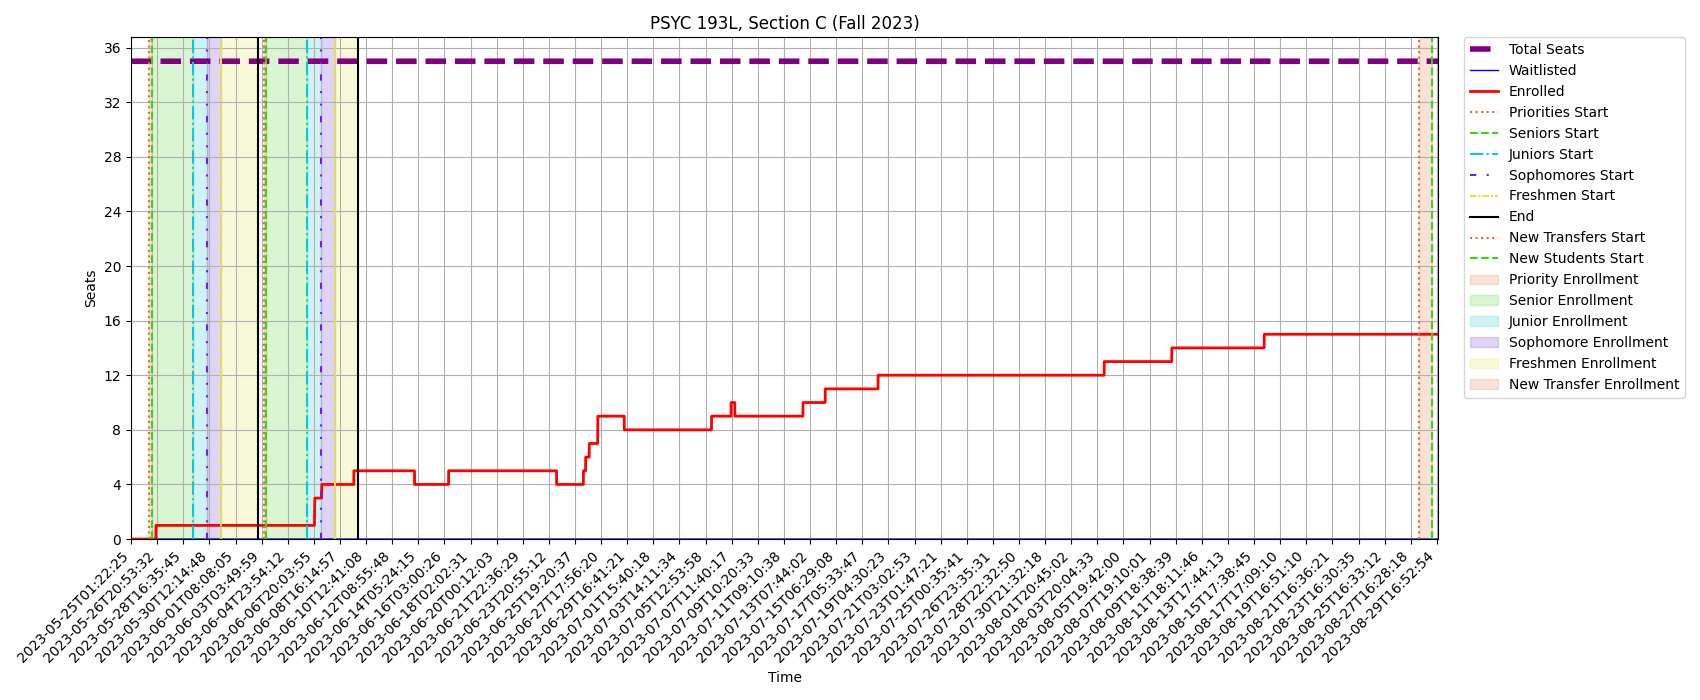 PSYC 193L, Section C (Fall 2023)
Seats
36
32
28
24
20
16
12
8
4
0
2023-05-25T01:22:25
2023-05-26T20:53:32
2023-05-28T16:35:45
2023-05-30T12:14:48
2023-06-01T08:08:05
2023-06-03T03:49:59
2023-06-04T23:54:12
2023-06-06T20:03:55
2023-06-08T16:14:57
2023-06-10T12:41:08
2023-06-12T08:55:48
2023-06-14T05:24:15
2023-06-16T03:00:26
2023-06-18T02:02:31
2023-06-20T00:12:03
2023-06-21T22:36:29
2023-06-23T20:55:12
2023-06-25T19:20:37
2023-06-27T17:56:20
2023-06-29T16:41:21
2023-07-01T15:40:18
2023-07-03T14:11:34
2023-07-05T12:53:58
2023-07-07T11:40:17
2023-07-09T10:20:33
2023-07-11T09:10:38
2023-07-13T07:44:02
2023-07-15T06:29:08
2023-07-17T05:33:47
2023-07-19T04:30:23
2023-07-21T03:02:53
2023-07-23T01:47:21
2023-07-25T00:35:41
2023-07-26T23:35:31
2023-07-28T22:32:50
2023-07-30T21:32:18
2023-08-01T20:45:02
2023-08-03T20:04:33
2023-08-05T19:42:00
2023-08-07T19:10:01
2023-08-09T18:38:39
2023-08-11T18:11:46
2023-08-13T17:44:13
2023-08-15T17:38:45
2023-08-17T17:09:10
2023-08-19T16:51:10
2023-08-21T16:36:21
2023-08-23T16:30:35
2023-08-25T16:33:12
2023-08-27T16:28:18
2023-08-29T16:52:54
Time
Total Seats
Waitlisted
Enrolled
Priorities Start
Seniors Start
Juniors Start
Sophomores Start
Freshmen Start
End
New Transfers Start
New Students Start
Priority Enrollment
Senior Enrollment
Junior Enrollment
Sophomore Enrollment
Freshmen Enrollment
New Transfer Enrollment